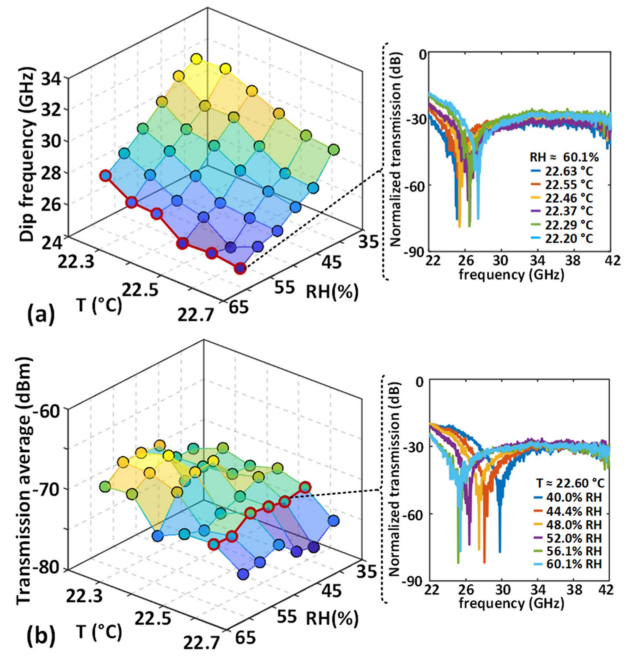 Dip frequency (GHz)
34
32
30
28
26
24
22.3
22.5
22.7
T (°C)
65
55
45
35
RH(%)
(a)
Normalized transmission (dB)
0
-30
-60
-90
RH ≈ 60.1%
22.63 °C
22.55 °C
22.46 °C
22.37 °C
22.29 °C
22.20 °C
22 26 30 34 38 42
frequency (GHz)
Transmission average (dBm)
-60
-70
-80
22.3
22.5
22.7
T (°C)
65
55
45
35
RH(%)
(b)
Normalized transmission (dB)
0
-30
-60
-90
T ≈ 22.60 °C
40.0% RH
44.4% RH
48.0% RH
52.0% RH
56.1% RH
60.1% RH
22 26 30 34 38 42
frequency (GHz)